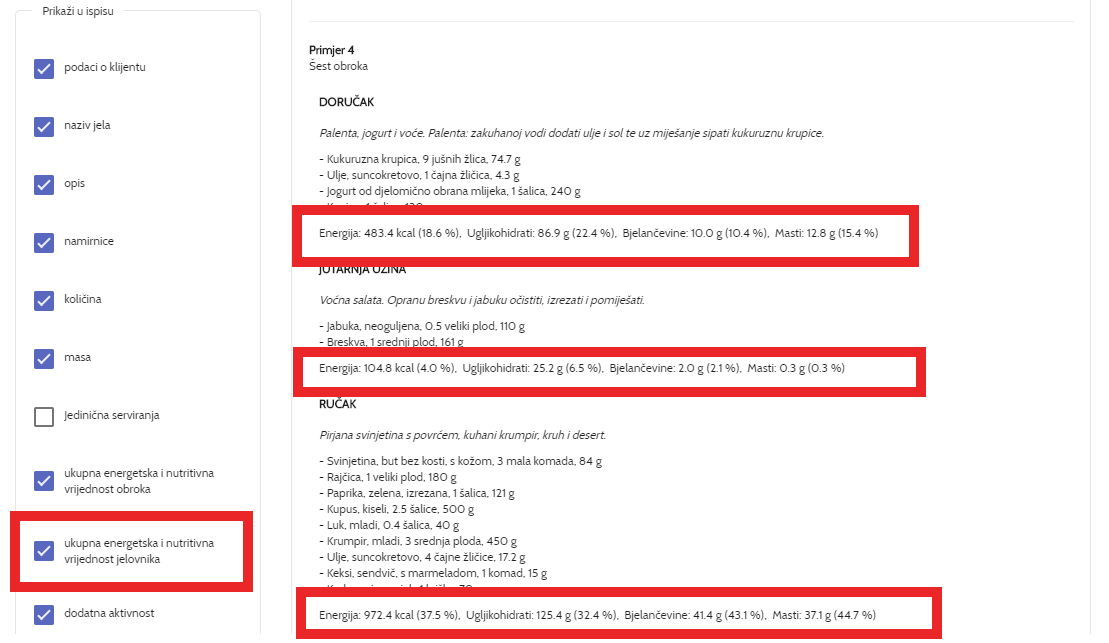 Prikaži u ispisu
podaci o klijentu
naziv jela
opis
namirnice
količina
masa
Jedinična serviranja
ukupna energetska i nutritivna
vrijednost obroka
ukupna energetska i nutritivna
vrijednost jelovnika
dodatna aktivnost
Primjer 4
Šest obroka
DORUČAK
Palenta, jogurt i voće. Palenta: zakuhanoj vodi dodati ulje i sol te uz miješanje sipati kukuruznu krupice.
- Kukuruzna krupica, 9 jušnih žlica, 74.7 g
- Ulje, suncokretovo, 1 čajna žličica, 4.3 g
- Jogurt od djelomično obrana mlijeka, 1 šalica, 240 g
Energija: 483.4 kcal (18.6 %), Ugljikohidrati: 86.9 g (22.4 %), Bjelančevine: 10.0 g (10.4 %), Masti: 12.8 g (15.4 %)
JUTARNJA UŽINA
Voćna salata. Opranu breskvu i jabuku očistiti, izrezati i pomiješati.
- Jabuka, neoguljena, 0.5 veliki plod, 110 g
- Breskva, 1 srednji plod, 161 g
Energija: 104.8 kcal (4.0 %), Ugljikohidrati: 25.2 g (6.5 %), Bjelančevine: 2.0 g (2.1 %), Masti: 0.3 g (0.3 %)
RUČAK
Pirjana svinjetina s povrćem, kuhani krumpir, kruh i desert.
- Svinjetina, but bez kosti, s kožom, 3 mala komada, 84 g
- Rajčica, 1 veliki plod, 180 g
- Paprika, zelena, izrezana, 1 šalica, 121 g
- Kupus, kiseli, 2.5 šalice, 500 g
- Luk, mladi, 0.4 šalica, 40 g
- Krumpir, mladi, 3 srednja ploda, 450 g
- Ulje, suncokretovo, 4 čajne žličice, 17.2 g
- Keksi, sendvič, s marmeladom, 1 komad, 15 g
Energija: 972.4 kcal (37.5 %), Ugljikohidrati: 125.4 g (32.4 %), Bjelančevine: 41.4 g (43.1 %), Masti: 37.1 g (44.7 %)